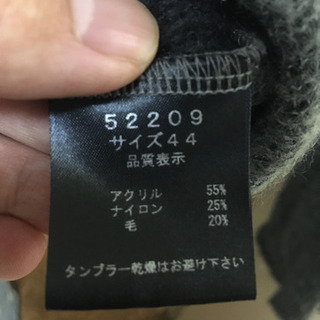 52209
サイズ44
品質表示
アクリル 55%
ナイロン 25%
毛 20%
タンブラー乾燥はお避け下さい